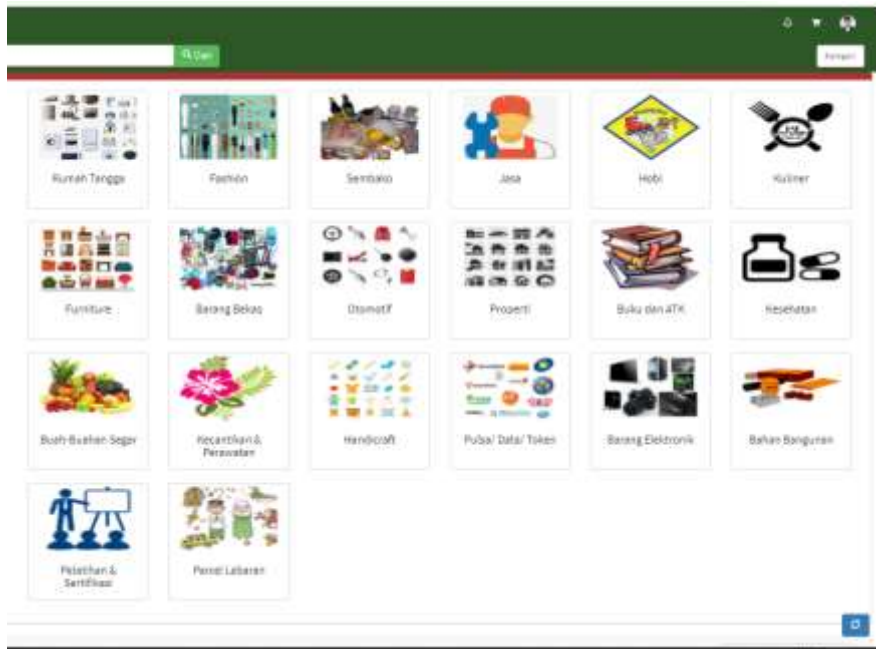 Cari
Rumah Tangga
Fashion
Sembako
Jasa
Hobi
Kuliner
Furniture
Barang Bekas
Otomotif
Properti
Buku dan ATK
Kesehatan
Buah-Buahan Segar
Kecantikan &
Perawatan
Handicraft
Pulsa/ Data/ Token
Barang Elektronik
Bahan Bangunan
Pelatihan &
Sertifikasi
Parcel Lebaran